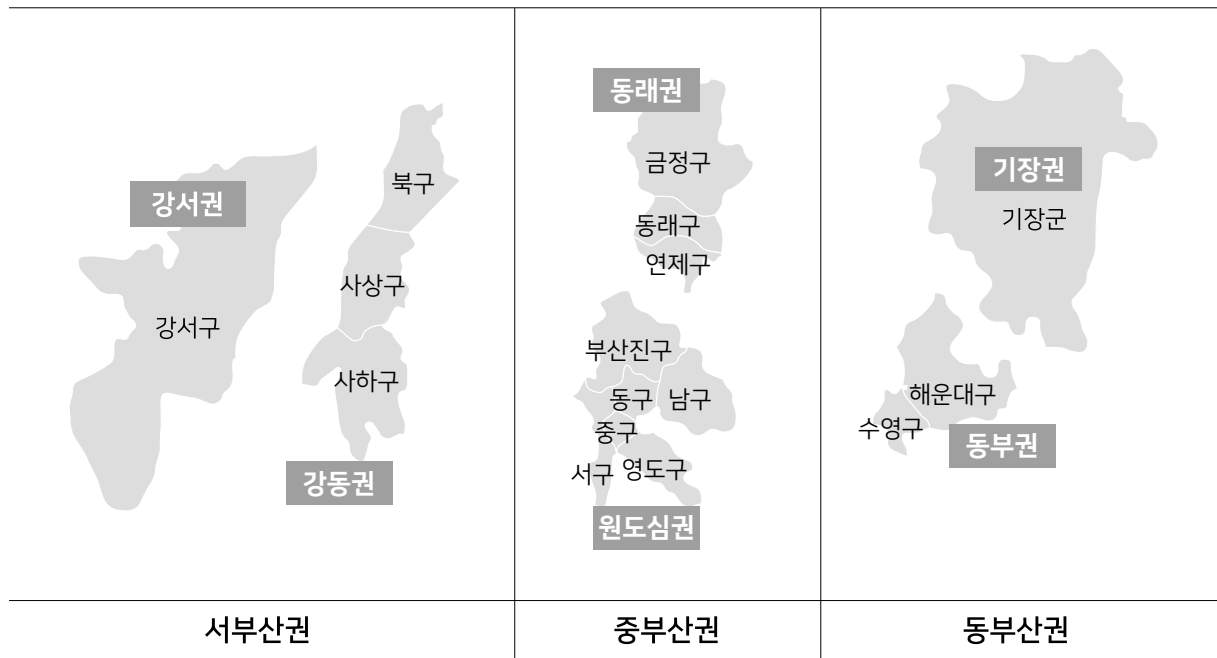 강서권
강서구
북구
사상구
사하구
강동권
서부산권
동래권
금정구
동래구
연제구
부산진구
동구
남구
중구
서구
영도구
원도심권
중부산권
기장권
기장군
해운대구
수영구
동부권
동부산권